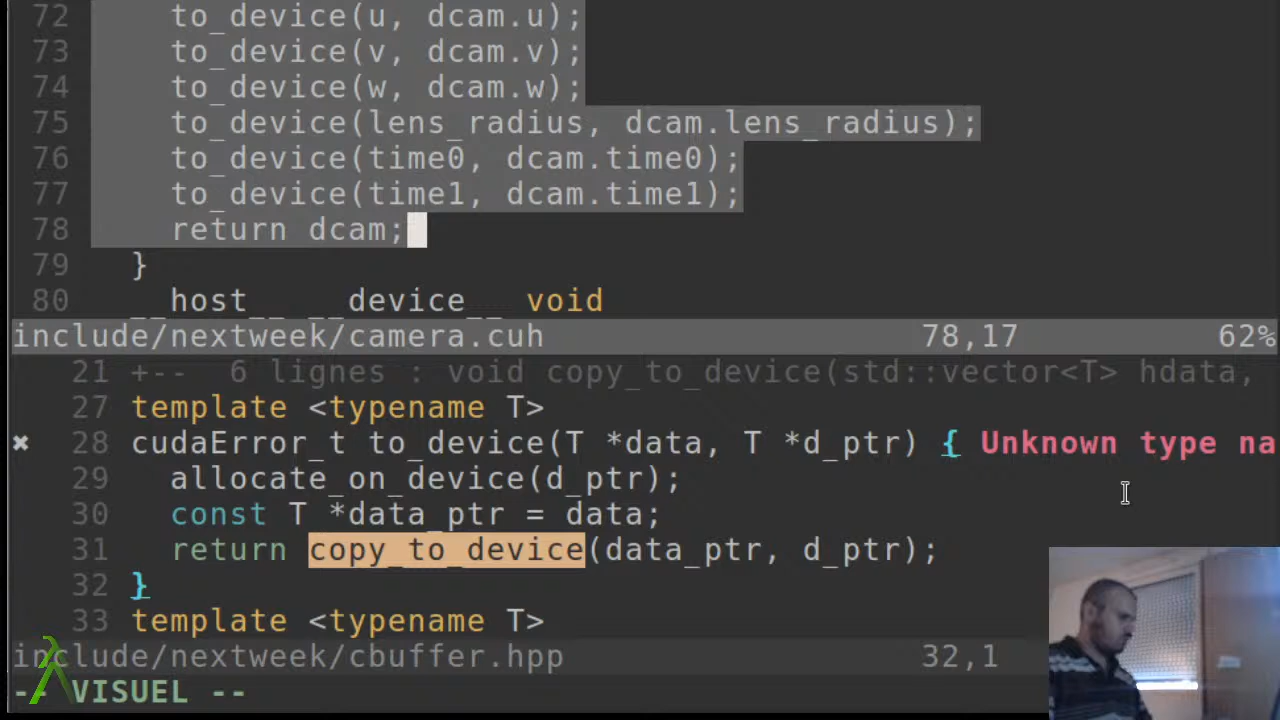 72 to_device(u, dcam.u);
73 to_device(v, dcam.v);
74 to_device(w, dcam.w);
75 to_device(lens_radius, dcam.lens_radius);
76 to_device(time0, dcam.time0);
77 to_device(time1, dcam.time1);
78 return dcam;
79 }
80 __host__ __device__ void
include/nextweek/camera.cuh 78,17 62%
21 +-- 6 lignes : void copy_to_device(std::vector<T> hdata,
27 template <typename T>
✖ 28 cudaError_t to_device(T *data, T *d_ptr) { Unknown type na
29 allocate_on_device(d_ptr);
30 const T *data_ptr = data;
31 return copy_to_device(data_ptr, d_ptr);
32 }
33 template <typename T>
include/nextweek/cbuffer.hpp 32,1
-- VISUEL --